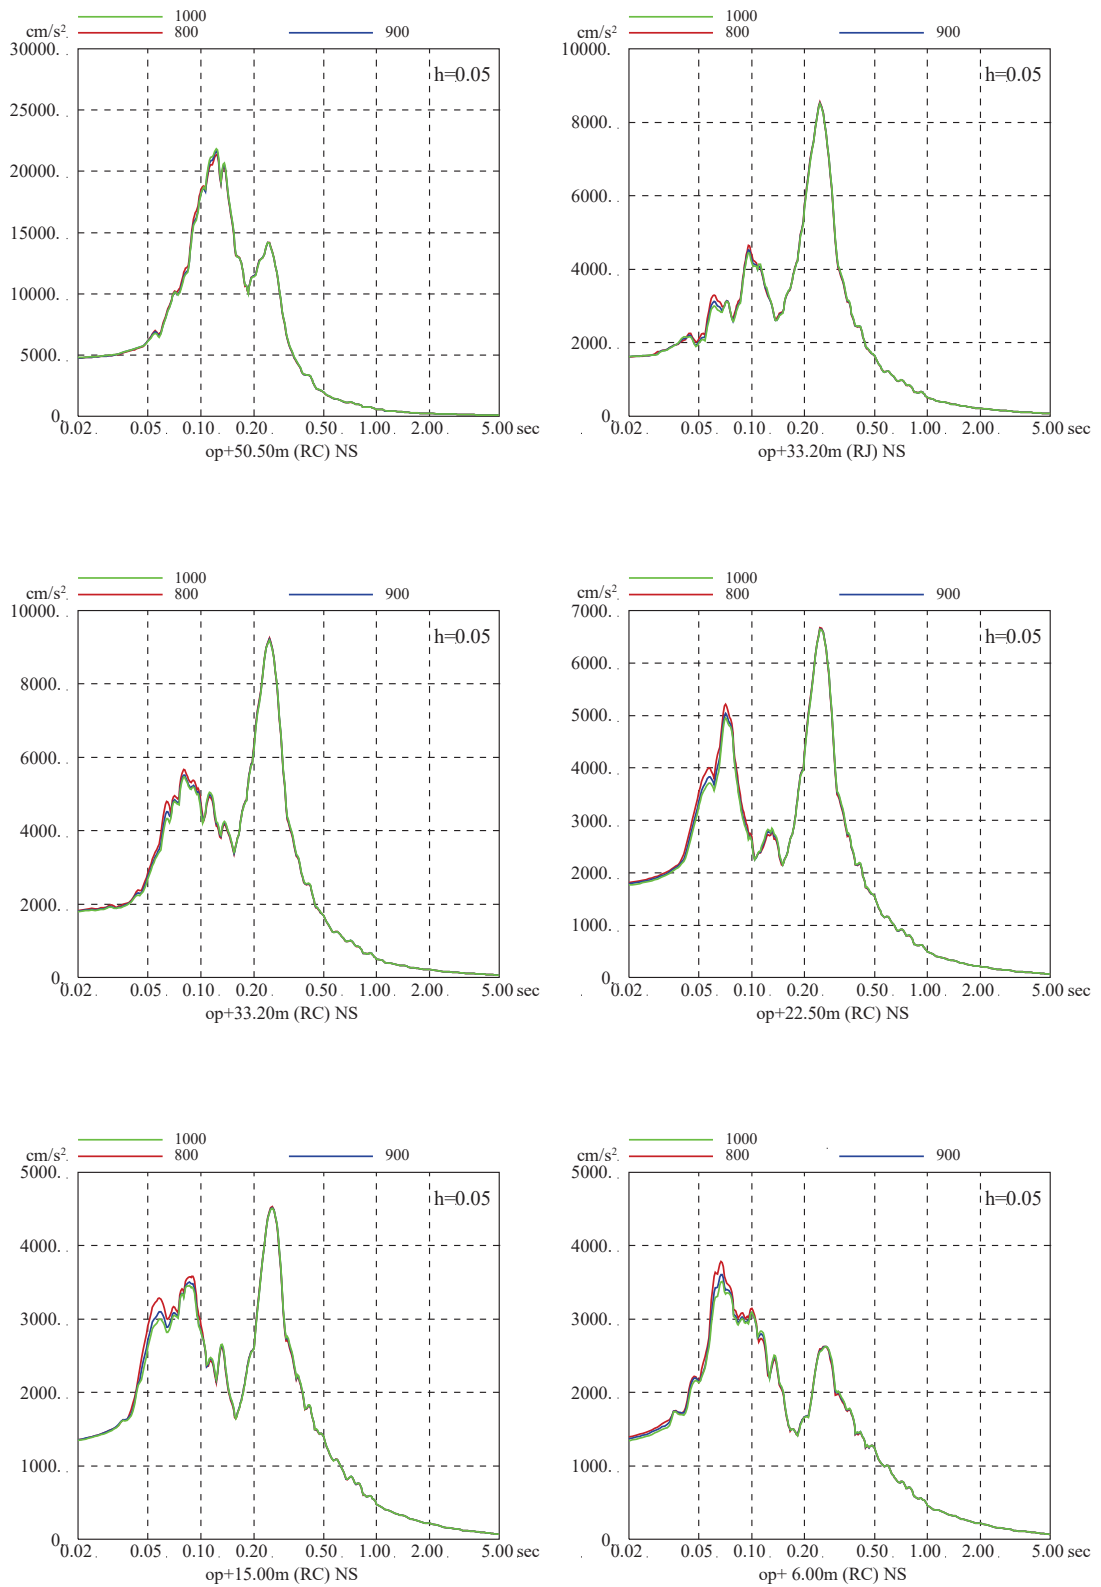 1000
cm/s² 800 900
30000.
h=0.05
25000.
20000.
15000.
10000.
5000.
0.
0.02 0.05 0.10 0.20 0.50 1.00 2.00 5.00 sec
op+50.50m (RC) NS
1000
cm/s² 800 900
10000.
h=0.05
8000.
6000.
4000.
2000.
0.
0.02 0.05 0.10 0.20 0.50 1.00 2.00 5.00 sec
op+33.20m (RJ) NS
1000
cm/s² 800 900
10000.
h=0.05
8000.
6000.
4000.
2000.
0.
0.02 0.05 0.10 0.20 0.50 1.00 2.00 5.00 sec
op+33.20m (RC) NS
1000
cm/s² 800 900
7000.
h=0.05
6000.
5000.
4000.
3000.
2000.
1000.
0.
0.02 0.05 0.10 0.20 0.50 1.00 2.00 5.00 sec
op+22.50m (RC) NS
1000
cm/s² 800 900
5000.
h=0.05
4000.
3000.
2000.
1000.
0.
0.02 0.05 0.10 0.20 0.50 1.00 2.00 5.00 sec
op+15.00m (RC) NS
1000
cm/s² 800 900
5000.
h=0.05
4000.
3000.
2000.
1000.
0.
0.02 0.05 0.10 0.20 0.50 1.00 2.00 5.00 sec
op+ 6.00m (RC) NS